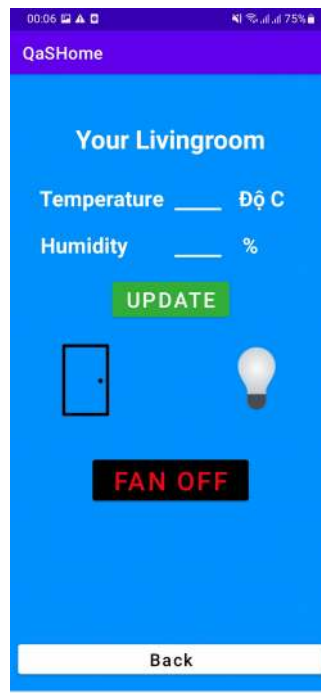 00:06 75%
QaSHome
Your Livingroom
Temperature ____ Độ C
Humidity ____ %
UPDATE
FAN OFF
Back